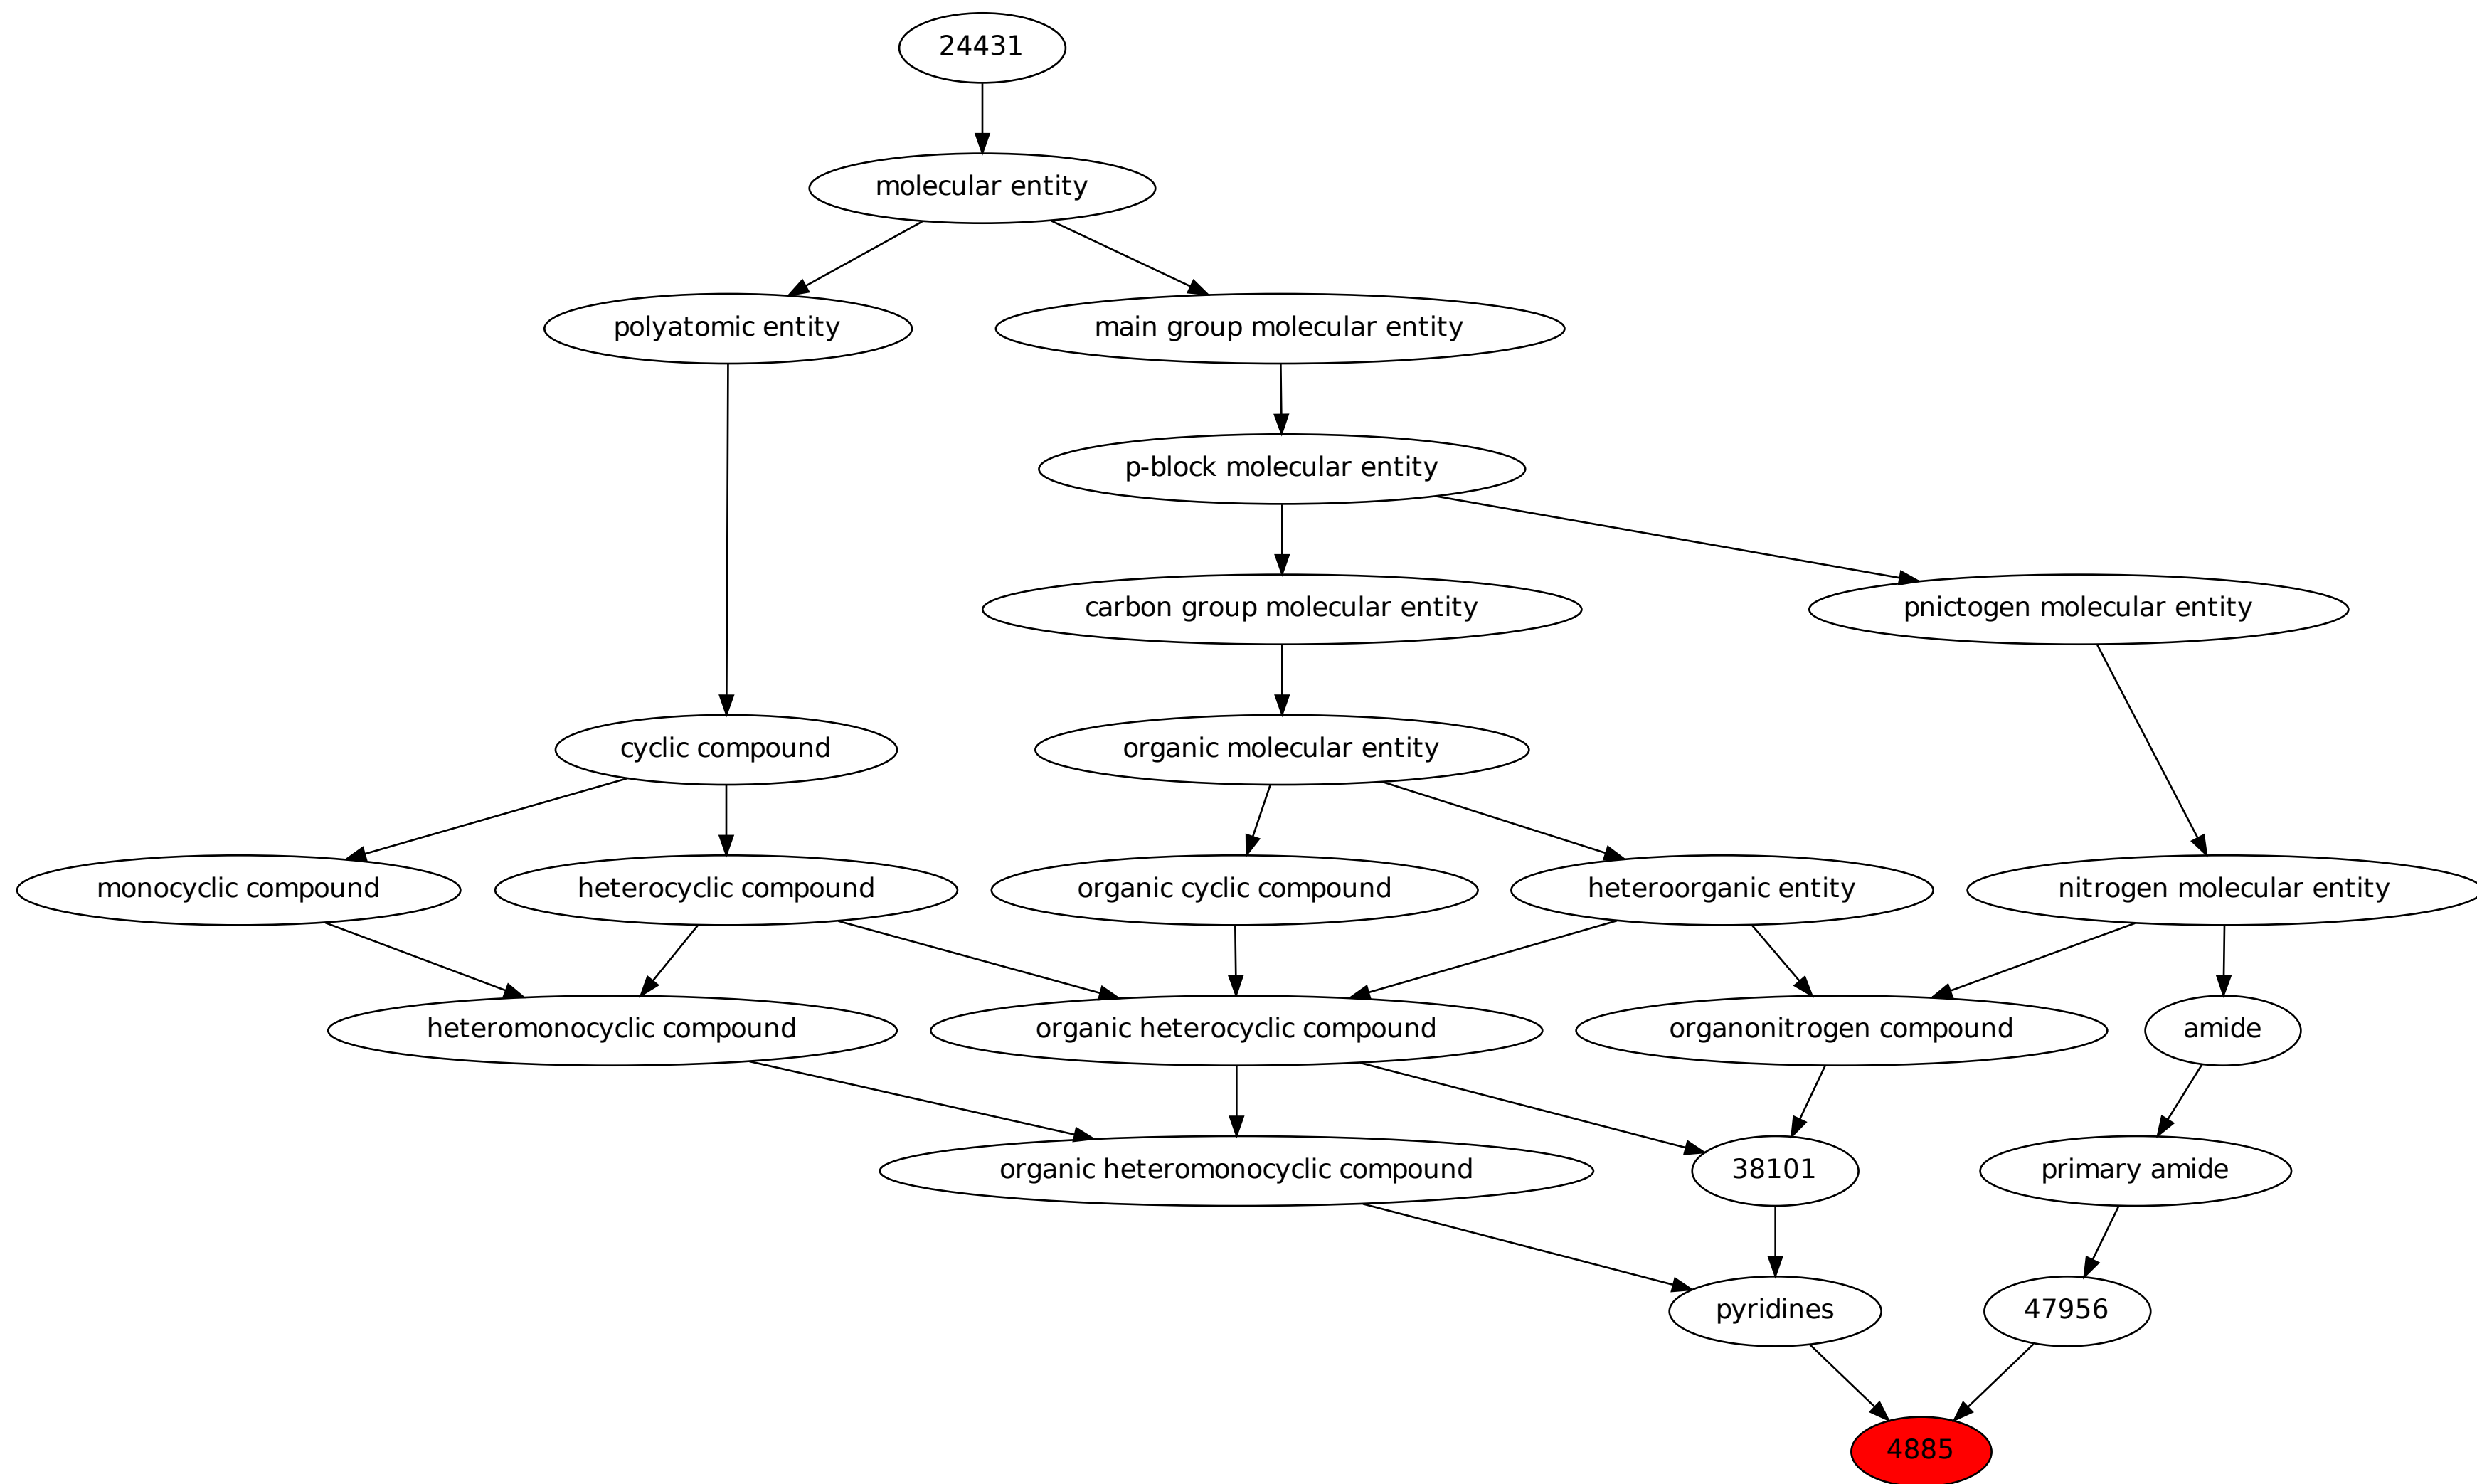 24431
molecular entity
polyatomic entity
main group molecular entity
p-block molecular entity
carbon group molecular entity
pnictogen molecular entity
cyclic compound
organic molecular entity
monocyclic compound
heterocyclic compound
organic cyclic compound
heteroorganic entity
nitrogen molecular entity
heteromonocyclic compound
organic heterocyclic compound
organonitrogen compound
amide
organic heteromonocyclic compound
38101
primary amide
pyridines
47956
4885